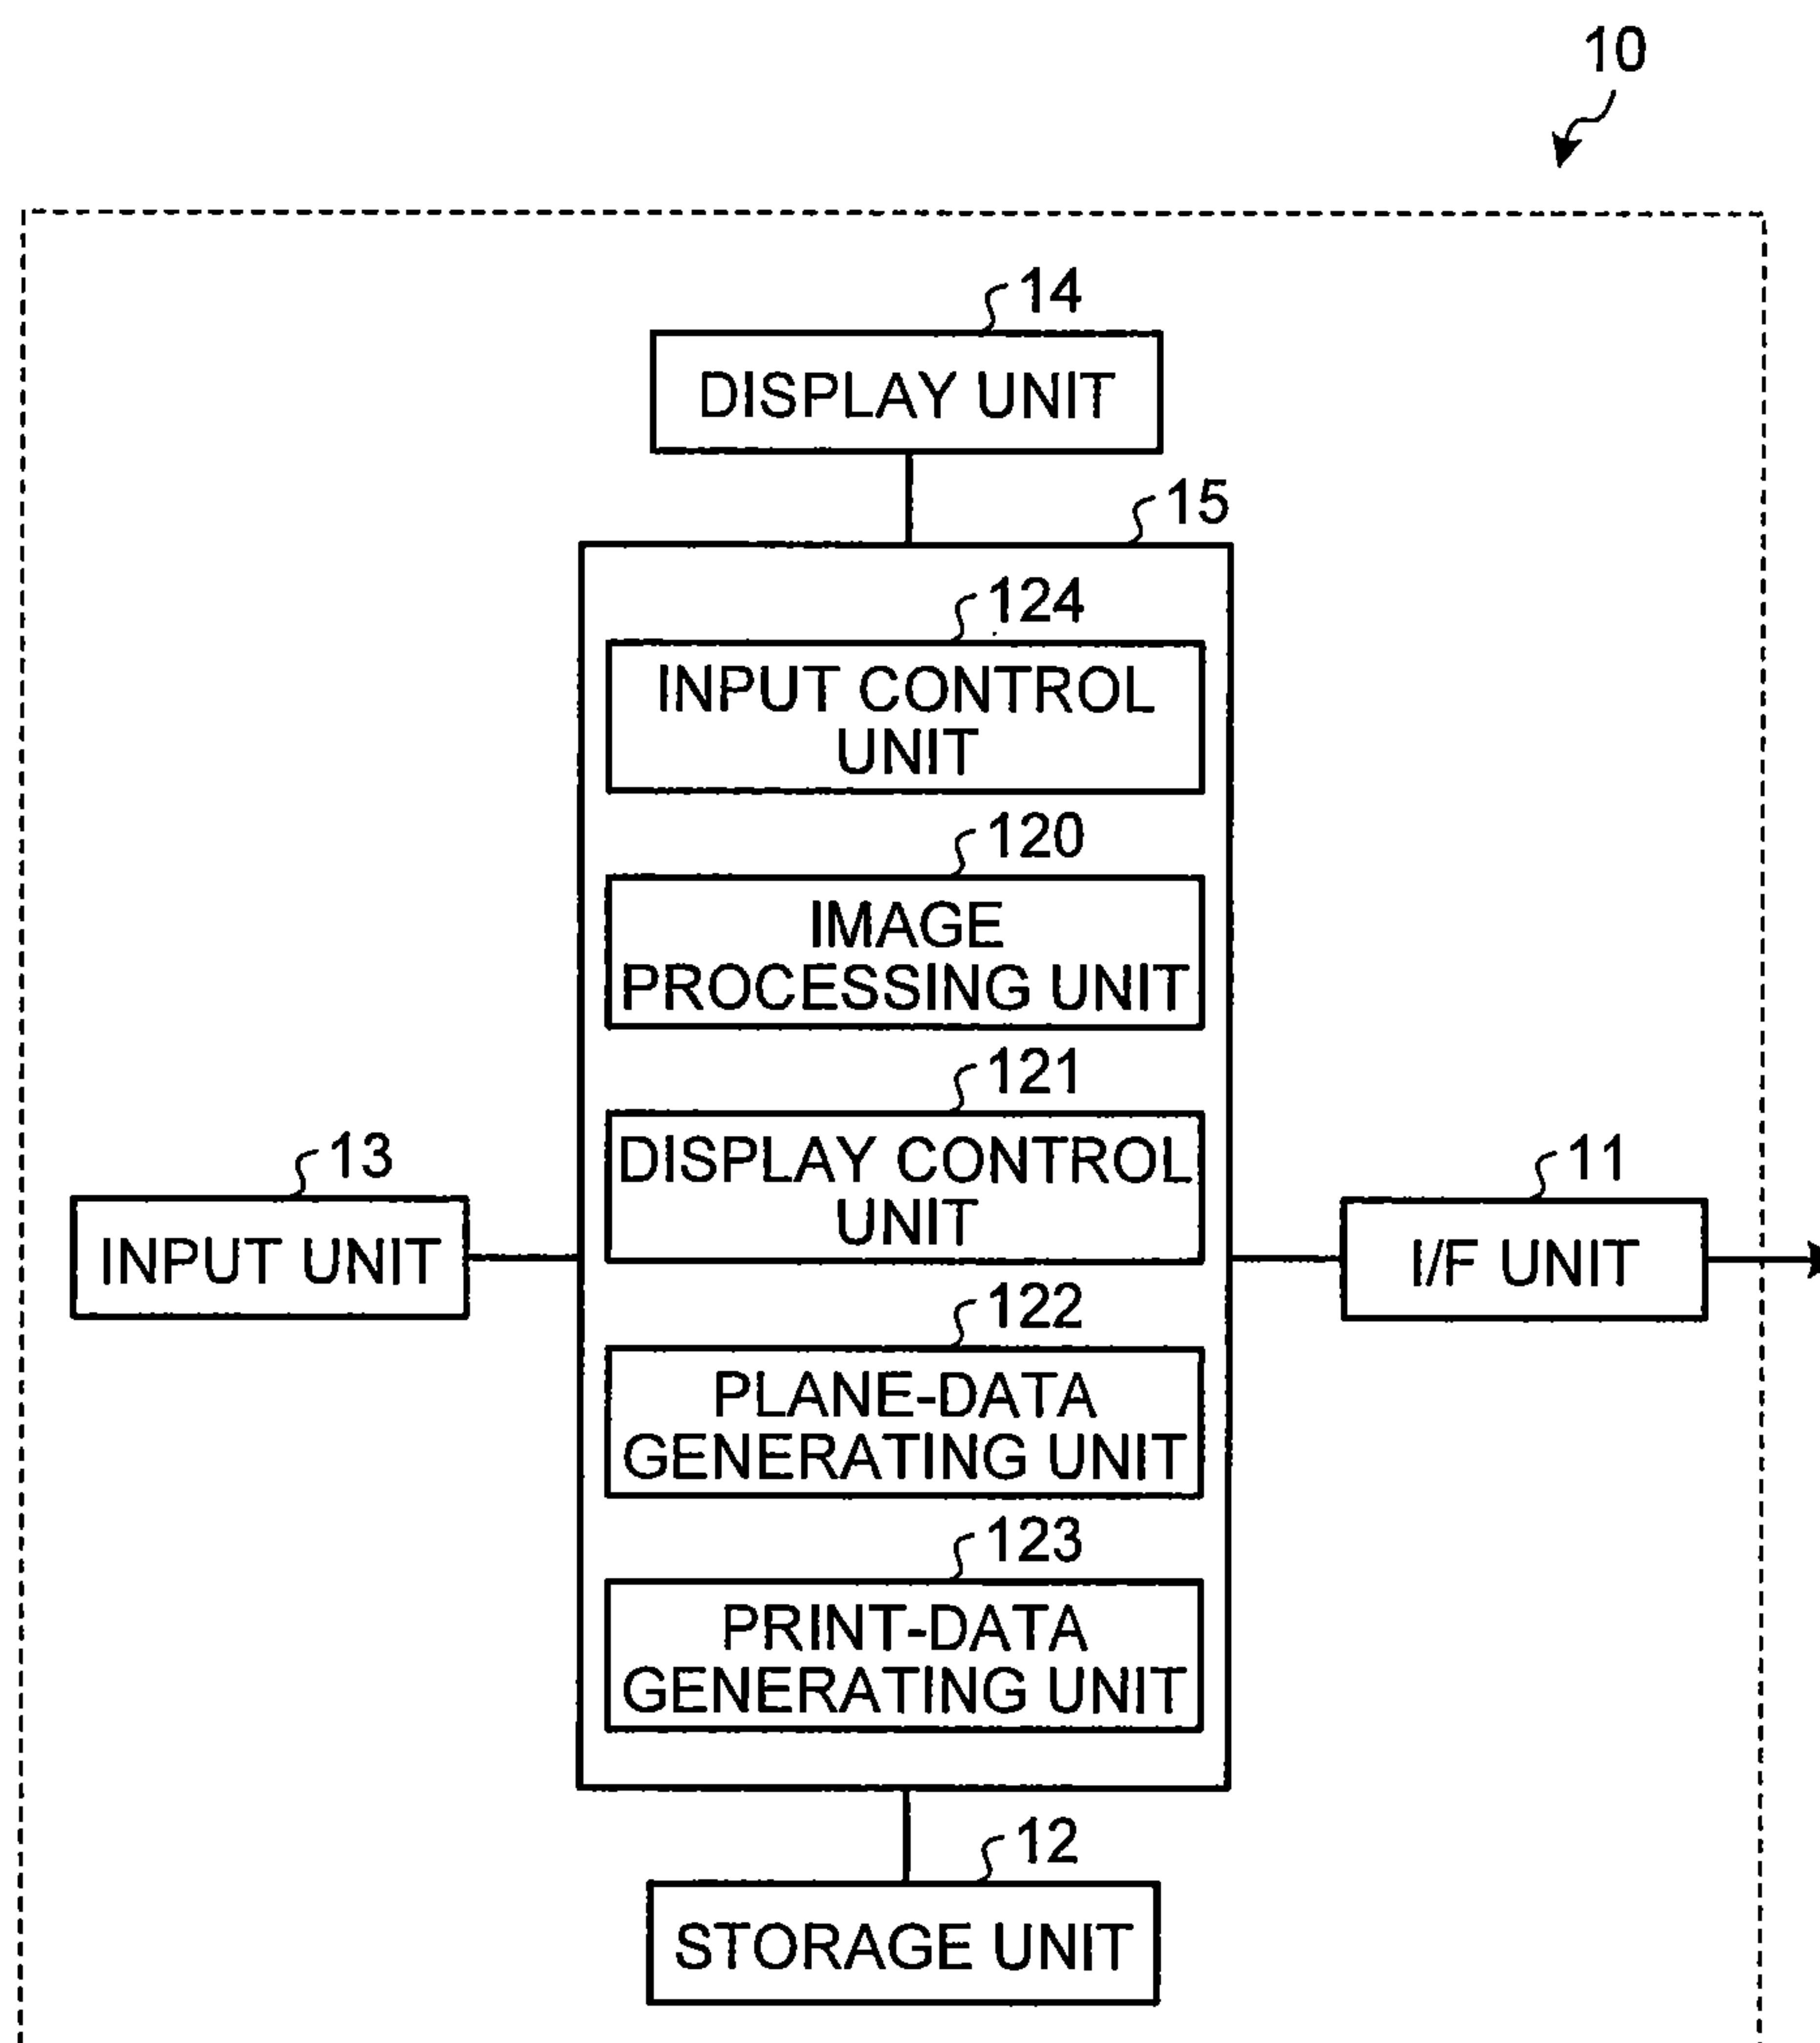 10
14
DISPLAY UNIT
15
124
INPUT CONTROL
UNIT
120
IMAGE
PROCESSING UNIT
121
DISPLAY CONTROL
UNIT
13
INPUT UNIT
11
I/F UNIT
122
PLANE-DATA
GENERATING UNIT
123
PRINT-DATA
GENERATING UNIT
12
STORAGE UNIT